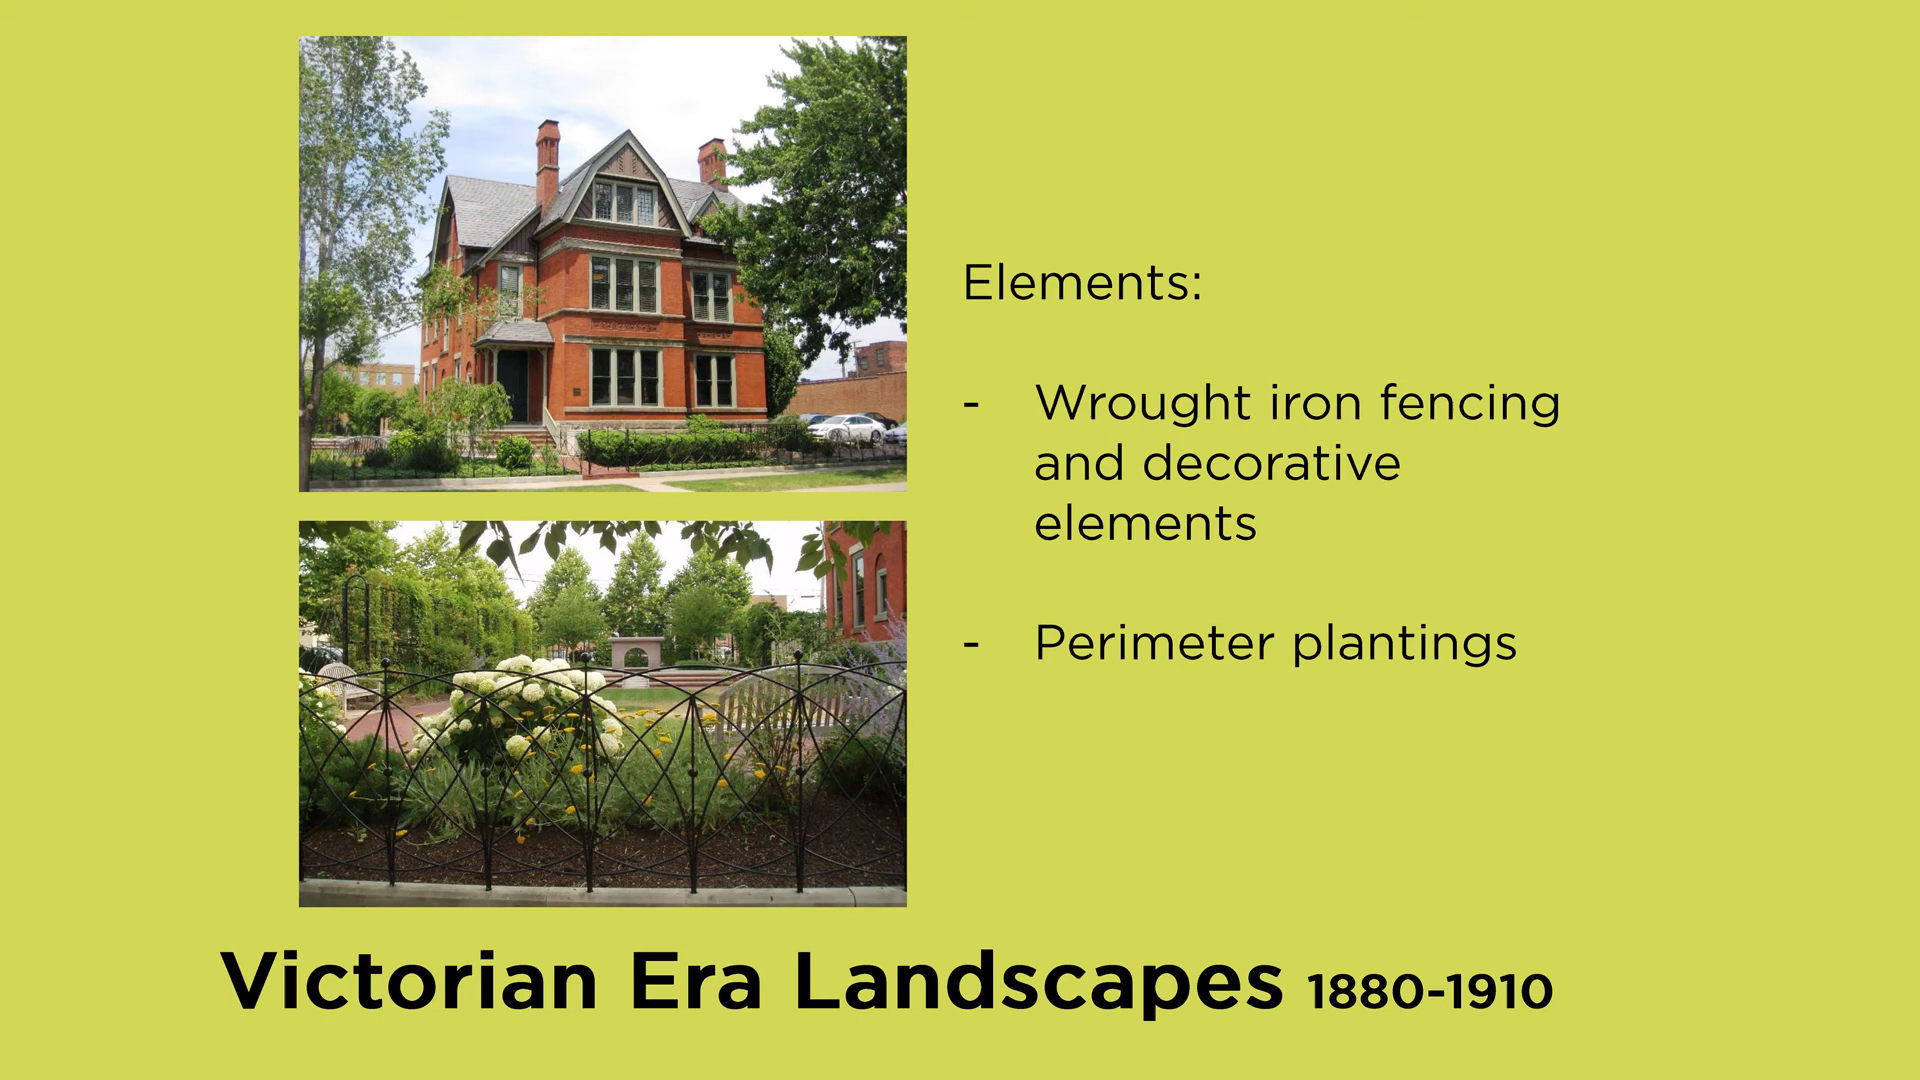 Elements:
- Wrought iron fencing
and decorative
elements
- Perimeter plantings
Victorian Era Landscapes 1880-1910